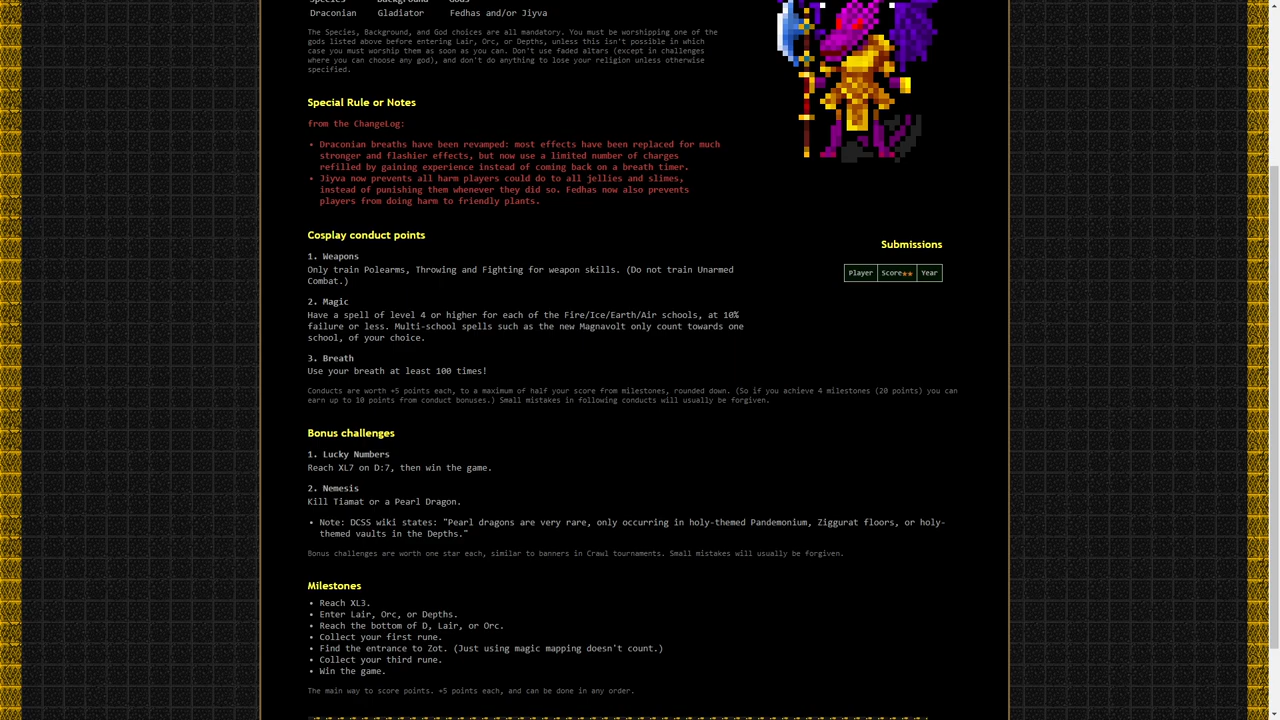 Species Background Gods
Draconian Gladiator Fedhas and/or Jiyva
The Species, Background, and God choices are all mandatory. You must be worshipping one of the
gods listed above before entering Lair, Orc, or Depths, unless this isn't possible in which
case you must worship them as soon as you can. Don't use faded altars (except in challenges
where you can choose any god), and don't do anything to lose your religion unless otherwise
specified.
Special Rule or Notes
from the ChangeLog:
• Draconian breaths have been revamped: most effects have been replaced for much
stronger and flashier effects, but now use a limited number of charges
refilled by gaining experience instead of coming back on a breath timer.
• Jiyva now prevents all harm players could do to all jellies and slimes,
instead of punishing them whenever they did so. Fedhas now also prevents
players from doing harm to friendly plants.
Cosplay conduct points
1. Weapons
Only train Polearms, Throwing and Fighting for weapon skills. (Do not train Unarmed
Combat.)
2. Magic
Have a spell of level 4 or higher for each of the Fire/Ice/Earth/Air schools, at 10%
failure or less. Multi-school spells such as the new Magnavolt only count towards one
school, of your choice.
3. Breath
Use your breath at least 100 times!
Conducts are worth +5 points each, to a maximum of half your score from milestones, rounded down. (So if you achieve 4 milestones (20 points) you can
earn up to 10 points from conduct bonuses.) Small mistakes in following conducts will usually be forgiven.
Submissions
Player Score★★ Year
Bonus challenges
1. Lucky Numbers
Reach XL7 on D:7, then win the game.
2. Nemesis
Kill Tiamat or a Pearl Dragon.
• Note: DCSS wiki states: "Pearl dragons are very rare, only occurring in holy-themed Pandemonium, Ziggurat floors, or holy-
themed vaults in the Depths."
Bonus challenges are worth one star each, similar to banners in Crawl tournaments. Small mistakes will usually be forgiven.
Milestones
• Reach XL3.
• Enter Lair, Orc, or Depths.
• Reach the bottom of D, Lair, or Orc.
• Collect your first rune.
• Find the entrance to Zot. (Just using magic mapping doesn't count.)
• Collect your third rune.
• Win the game.
The main way to score points. +5 points each, and can be done in any order.